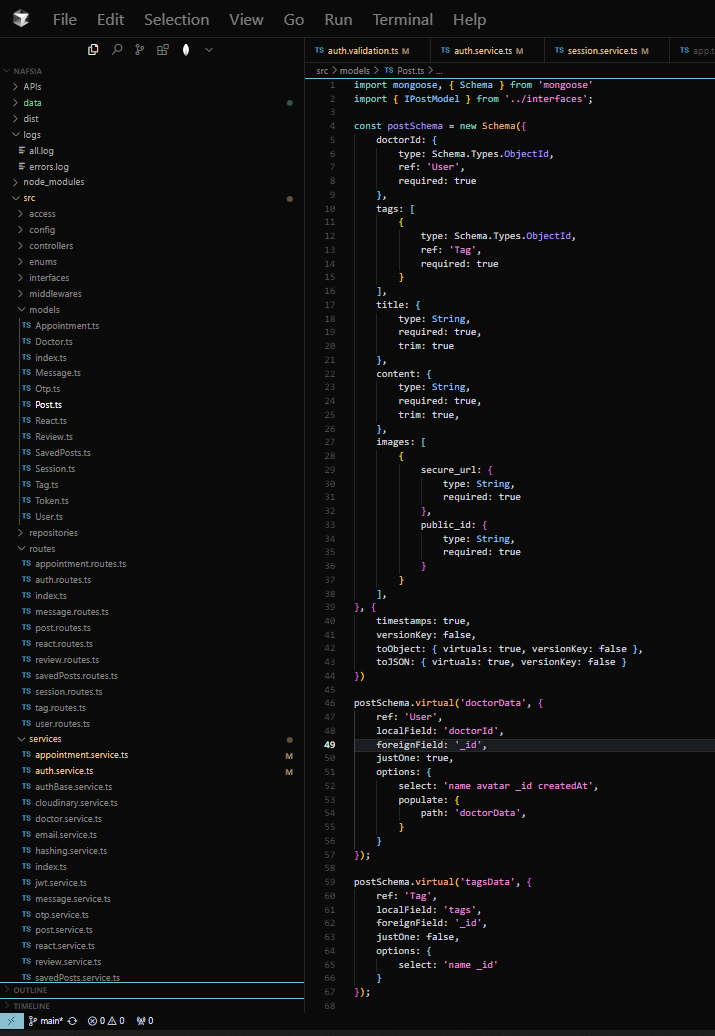 File Edit Selection View Go Run Terminal Help
TS auth.validation.ts M TS auth.service.ts M TS session.service.ts M TS app.t
src > models > TS Post.ts > ...
NAFSIA
APIs
data
dist
logs
all.log
errors.log
node_modules
src
access
config
controllers
enums
interfaces
middlewares
models
TS Appointment.ts
TS Doctor.ts
TS index.ts
TS Message.ts
TS Otp.ts
TS Post.ts
TS React.ts
TS Review.ts
TS SavedPosts.ts
TS Session.ts
TS Tag.ts
TS Token.ts
TS User.ts
repositories
routes
TS appointment.routes.ts
TS auth.routes.ts
TS index.ts
TS message.routes.ts
TS post.routes.ts
TS react.routes.ts
TS review.routes.ts
TS savedPosts.routes.ts
TS session.routes.ts
TS tag.routes.ts
TS user.routes.ts
services
TS appointment.service.ts M
TS auth.service.ts M
TS authBase.service.ts
TS cloudinary.service.ts
TS doctor.service.ts
TS email.service.ts
TS hashing.service.ts
TS index.ts
TS jwt.service.ts
TS message.service.ts
TS otp.service.ts
TS post.service.ts
TS react.service.ts
TS review.service.ts
TS savedPosts.service.ts
OUTLINE
TIMELINE
1 import mongoose, { Schema } from 'mongoose'
2 import { IPostModel } from '../interfaces';
3
4 const postSchema = new Schema({
5 doctorId: {
6 type: Schema.Types.ObjectId,
7 ref: 'User',
8 required: true
9 },
10 tags: [
11 {
12 type: Schema.Types.ObjectId,
13 ref: 'Tag',
14 required: true
15 }
16 ],
17 title: {
18 type: String,
19 required: true,
20 trim: true
21 },
22 content: {
23 type: String,
24 required: true,
25 trim: true,
26 },
27 images: [
28 {
29 secure_url: {
30 type: String,
31 required: true
32 },
33 public_id: {
34 type: String,
35 required: true
36 }
37 }
38 ],
39 }, {
40 timestamps: true,
41 versionKey: false,
42 toObject: { virtuals: true, versionKey: false },
43 toJSON: { virtuals: true, versionKey: false }
44 })
45
46 postSchema.virtual('doctorData', {
47 ref: 'User',
48 localField: 'doctorId',
49 foreignField: '_id',
50 justOne: true,
51 options: {
52 select: 'name avatar _id createdAt',
53 populate: {
54 path: 'doctorData',
55 }
56 }
57 });
58
59 postSchema.virtual('tagsData', {
60 ref: 'Tag',
61 localField: 'tags',
62 foreignField: '_id',
63 justOne: false,
64 options: {
65 select: 'name _id'
66 }
67 });
68
main* 0 0 0